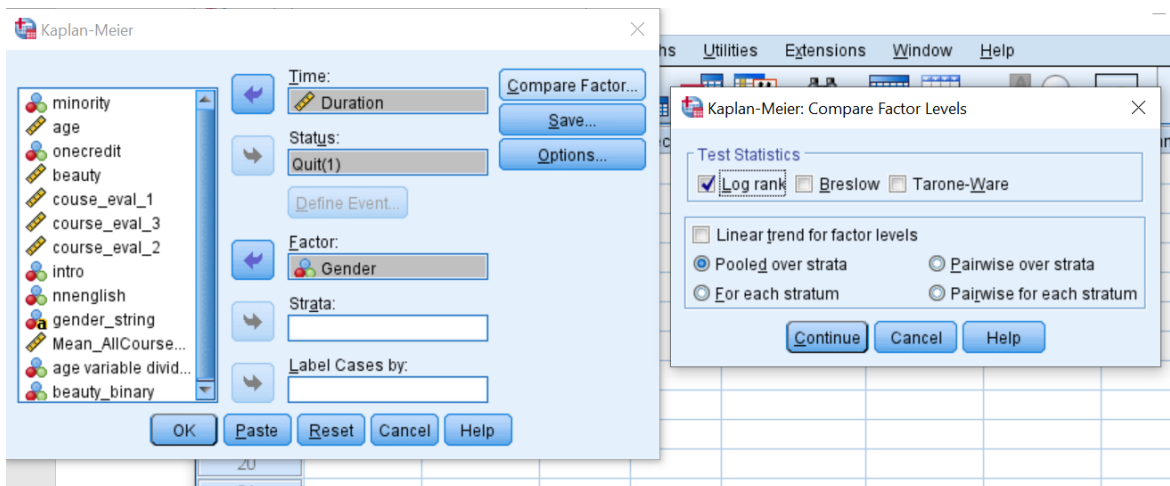 Kaplan-Meier
minority
age
onecredit
beauty
couse_eval_1
course_eval_3
course_eval_2
intro
nnenglish
gender_string
Mean_AllCourse...
age variable divid...
beauty_binary
Time:
Duration
Status:
Quit(1)
Define Event...
Factor:
Gender
Strata:
Label Cases by:
Compare Factor...
Save...
Options...
OK Paste Reset Cancel Help
20
hs Utilities Extensions Window Help
Kaplan-Meier: Compare Factor Levels
Test Statistics
Log rank Breslow Tarone-Ware
Linear trend for factor levels
Pooled over strata Pairwise over strata
For each stratum Pairwise for each stratum
Continue Cancel Help